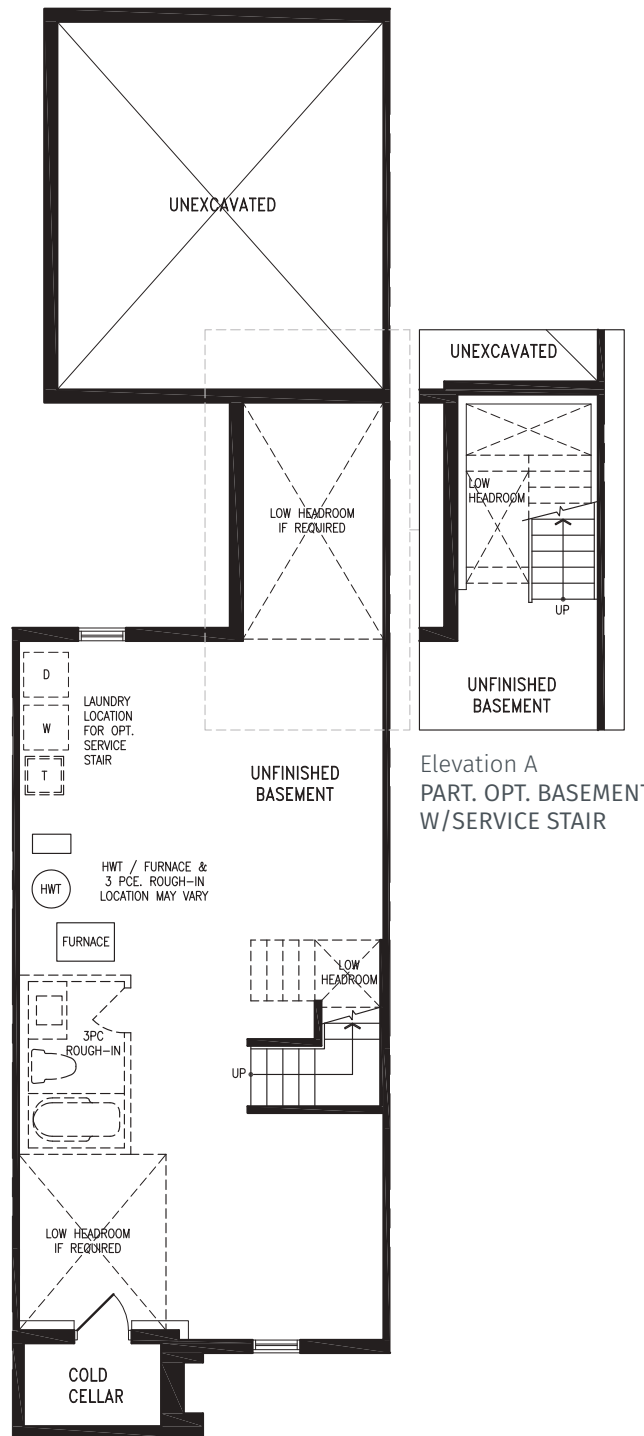 UNEXCAVATED
UNEXCAVATED
LOW HEADROOM
IF REQUIRED
LOW
HEADROOM
UP
UNFINISHED
BASEMENT
Elevation A
PART. OPT. BASEMENT
W/SERVICE STAIR
D
W
T
LAUNDRY
LOCATION
FOR OPT.
SERVICE
STAIR
UNFINISHED
BASEMENT
HWT
HWT / FURNACE &
3 PCE. ROUGH-IN
LOCATION MAY VARY
FURNACE
LOW
HEADROOM
3PC
ROUGH-IN
UP
LOW HEADROOM
IF REQUIRED
COLD
CELLAR